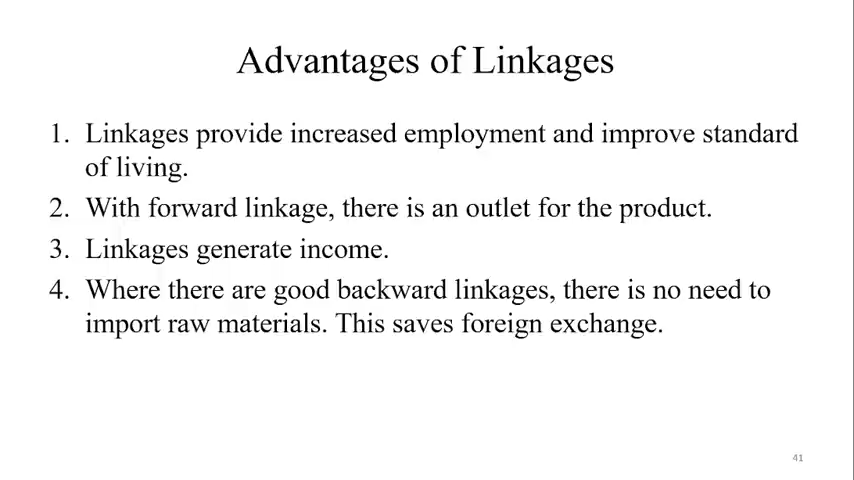 Advantages of Linkages
1. Linkages provide increased employment and improve standard
of living.
2. With forward linkage, there is an outlet for the product.
3. Linkages generate income.
4. Where there are good backward linkages, there is no need to
import raw materials. This saves foreign exchange.
41